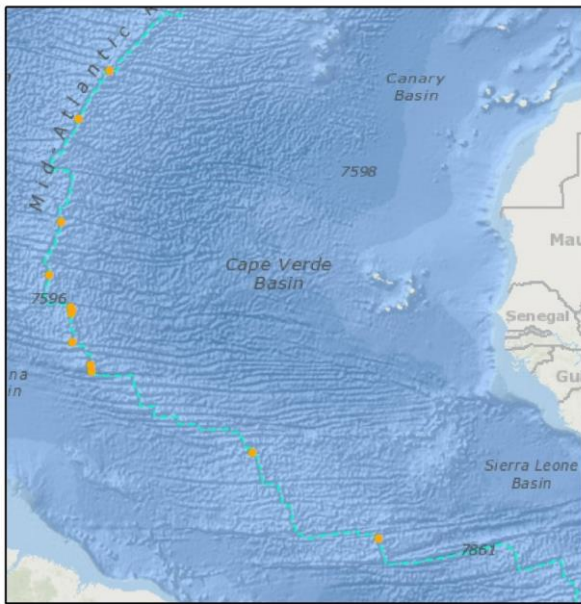 Mid-Atlantic
Canary
Basin
7598
Mau
Cape Verde
Basin
7596
Senegal
Gu
na
in
Sierra Leone
Basin
7861